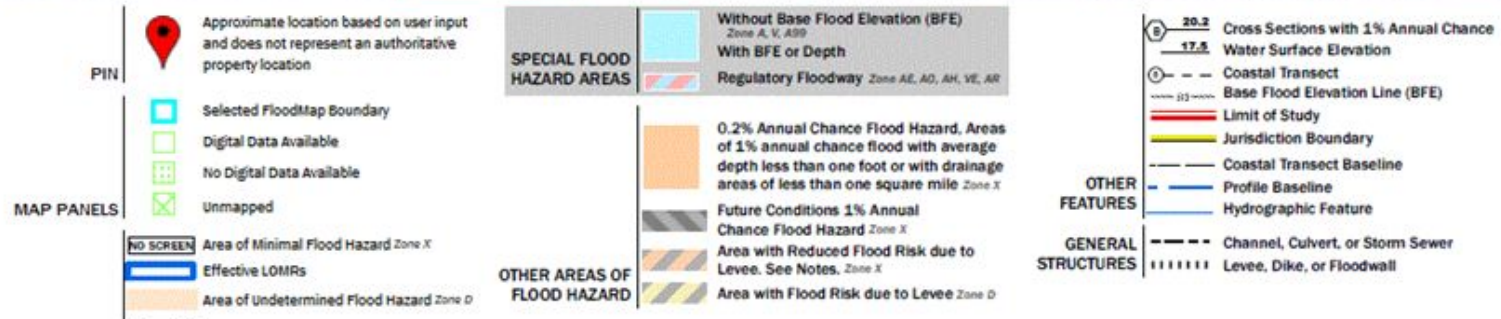 PIN
Approximate location based on user input
and does not represent an authoritative
property location
MAP PANELS
Selected FloodMap Boundary
Digital Data Available
No Digital Data Available
Unmapped
NO SCREEN Area of Minimal Flood Hazard Zone X
Effective LOMRs
Area of Undetermined Flood Hazard Zone D
SPECIAL FLOOD
HAZARD AREAS
Without Base Flood Elevation (BFE)
Zone A, V, A99
With BFE or Depth
Regulatory Floodway Zone AE, AO, AH, VE, AR
OTHER AREAS OF
FLOOD HAZARD
0.2% Annual Chance Flood Hazard, Areas
of 1% annual chance flood with average
depth less than one foot or with drainage
areas of less than one square mile Zone X
Future Conditions 1% Annual
Chance Flood Hazard Zone X
Area with Reduced Flood Risk due to
Levee. See Notes. Zone X
Area with Flood Risk due to Levee Zone D
OTHER
FEATURES
B 20.2 Cross Sections with 1% Annual Chance
17.5 Water Surface Elevation
Coastal Transect
Base Flood Elevation Line (BFE)
Limit of Study
Jurisdiction Boundary
Coastal Transect Baseline
Profile Baseline
Hydrographic Feature
GENERAL
STRUCTURES
Channel, Culvert, or Storm Sewer
Levee, Dike, or Floodwall